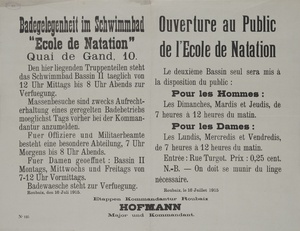 Badegelegenheit im Schwimmbad
"Ecole de Natation"
Quai de Gand, 10.
Den hier liegenden Truppenteilen steht
das Schwimmbad Bassin II taeglich von
12 Uhr Mittags bis 8 Uhr Abends zur
Verfuegung.
Massenbesuche sind zwecks Aufrecht-
erhaltung eines geregelten Badebetriebs
moeglichst Tags vorher bei der Komman-
dantur anzumelden.
Fuer Offiziere und Militaerbeamte
besteht eine besondere Abteilung, 7 Uhr
Morgens bis 8 Uhr Abends.
Fuer Damen geoeffnet: Bassin II
Montags, Mittwochs und Freitags von
7-12 Uhr Vormittags.
Badewaesche steht zur Verfuegung.
Roubaix, den 16 Juli 1915.
Ouverture au Public
de l'Ecole de Natation
Le deuxième Bassin seul sera mis à
la disposition du public:
Pour les Hommes:
Les Dimanches, Mardis et Jeudis, de
7 heures à 12 heures du matin.
Pour les Dames:
Les Lundis, Mercredis et Vendredis,
de 7 heures à 12 heures du matin.
Entrée: Rue Turgot. Prix: 0,25 cent.
N.-B. — On doit se munir du linge
nécessaire.
Roubaix, le 16 Juillet 1915.
Etappen Kommandantur Roubaix
HOFMANN
Major und Kommandant.